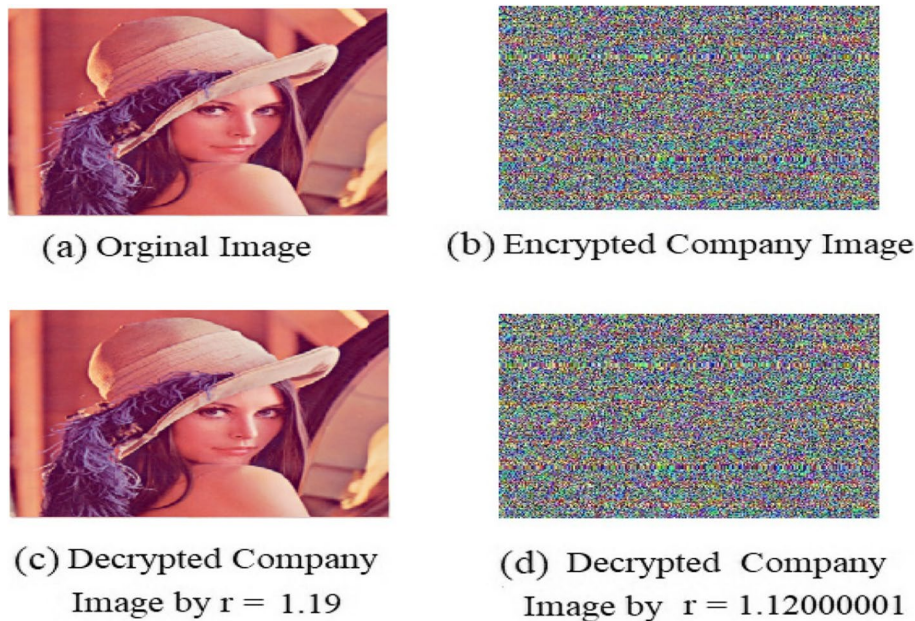 (a) Orginal Image
(b) Encrypted Company Image
(c) Decrypted Company
Image by r = 1.19
(d) Decrypted Company
Image by r = 1.12000001